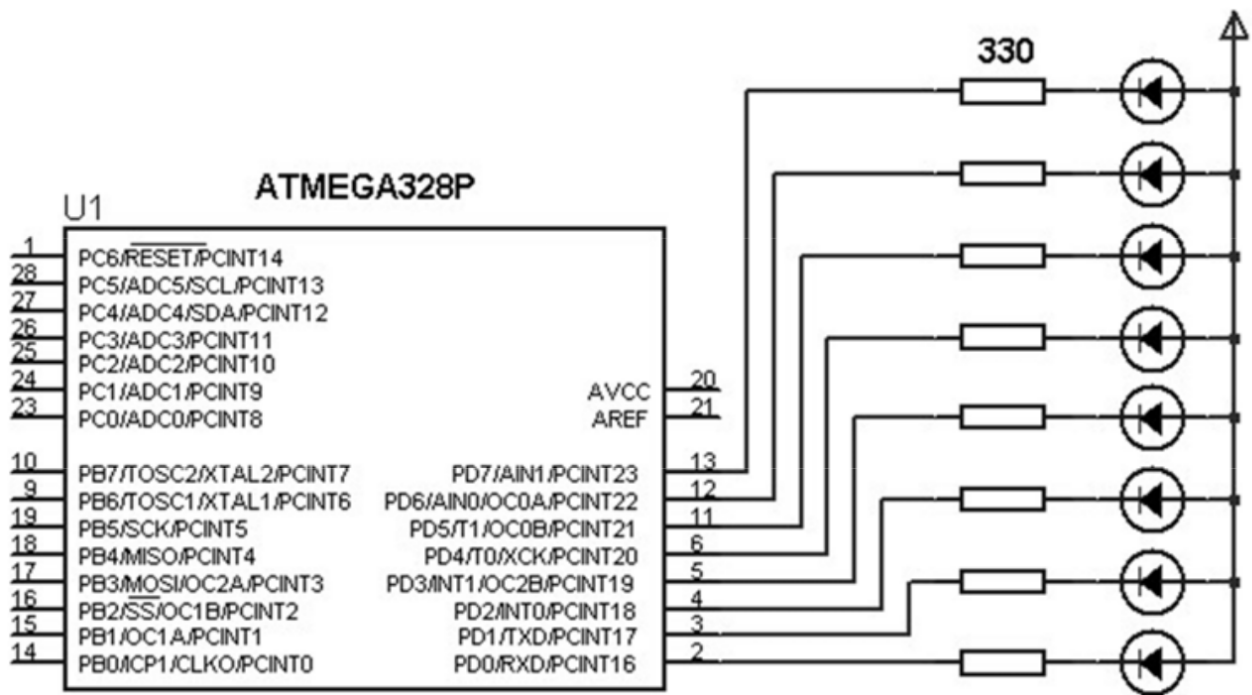 330
ATMEGA328P
U1
1 PC6/RESET/PCINT14
28 PC5/ADC5/SCL/PCINT13
27 PC4/ADC4/SDA/PCINT12
26 PC3/ADC3/PCINT11
25 PC2/ADC2/PCINT10
24 PC1/ADC1/PCINT9
23 PC0/ADC0/PCINT8
AVCC 20
AREF 21
10 PB7/TOSC2/XTAL2/PCINT7
9 PB6/TOSC1/XTAL1/PCINT6
19 PB5/SCK/PCINT5
18 PB4/MISO/PCINT4
17 PB3/MOSI/OC2A/PCINT3
16 PB2/SS/OC1B/PCINT2
15 PB1/OC1A/PCINT1
14 PB0/ICP1/CLKO/PCINT0
PD7/AIN1/PCINT23 13
PD6/AIN0/OC0A/PCINT22 12
PD5/T1/OC0B/PCINT21 11
PD4/T0/XCK/PCINT20 6
PD3/INT1/OC2B/PCINT19 5
PD2/INT0/PCINT18 4
PD1/TXD/PCINT17 3
PD0/RXD/PCINT16 2